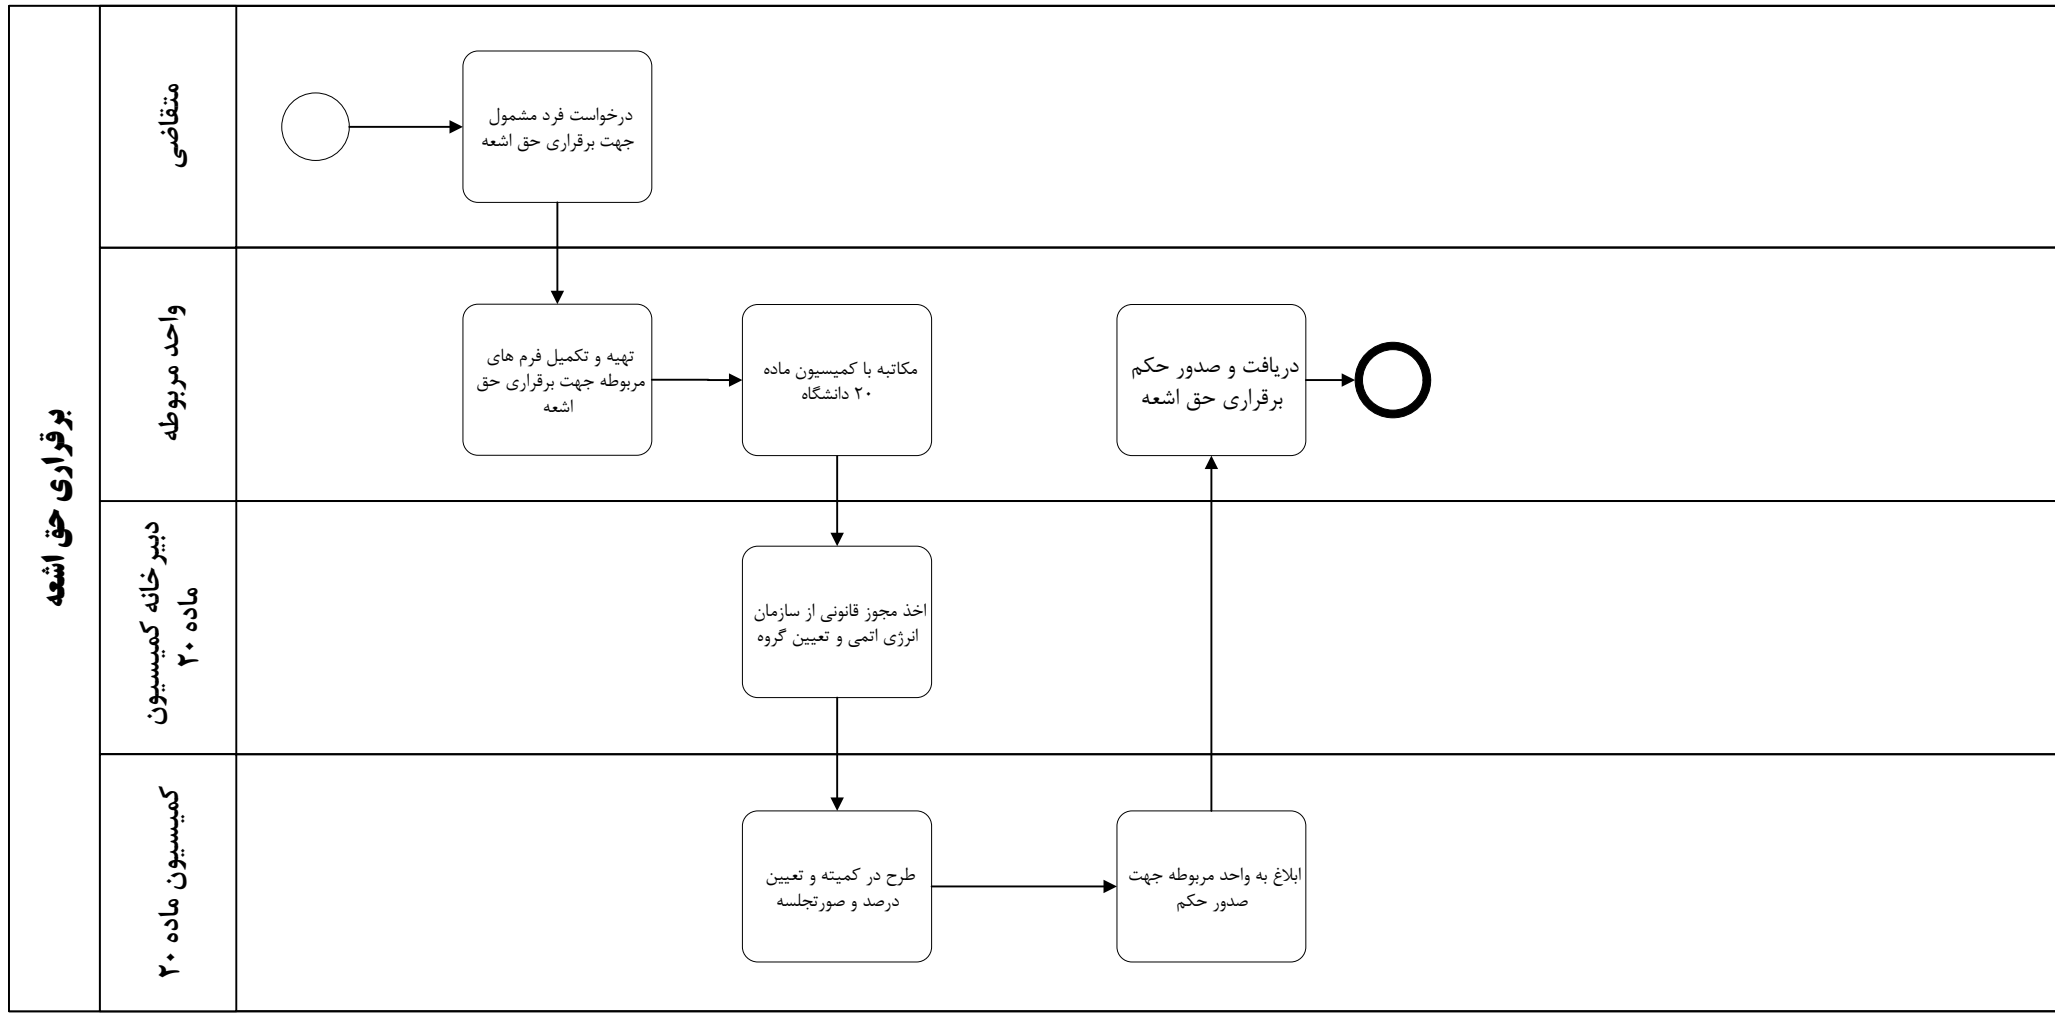 برقراری حق اشعه
متقاضی
درخواست فرد مشمول
جهت برقراری حق اشعه
واحد مربوطه
تهیه و تکمیل فرم های
مربوطه جهت برقراری حق
اشعه
مکاتبه با کمیسیون ماده
۲۰ دانشگاه
دریافت و صدور حکم
برقراری حق اشعه
دبیرخانه کمیسیون
ماده ۲۰
اخذ مجوز قانونی از سازمان
انرژی اتمی و تعیین گروه
کمیسیون ماده ۲۰
طرح در کمیته و تعیین
درصد و صورتجلسه
ابلاغ به واحد مربوطه جهت
صدور حکم